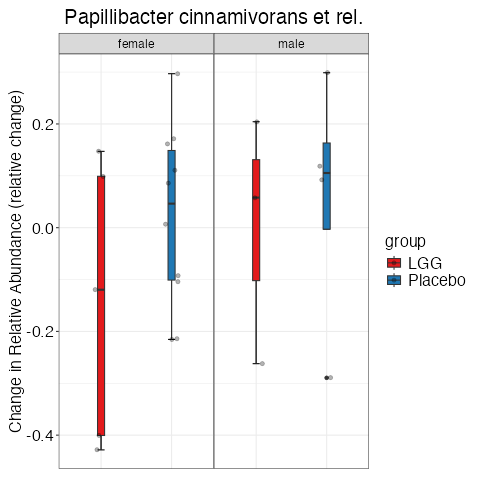 Papillibacter cinnamivorans et rel.
female
male
Change in Relative Abundance (relative change)
0.2
0.0
-0.2
-0.4
group
LGG
Placebo